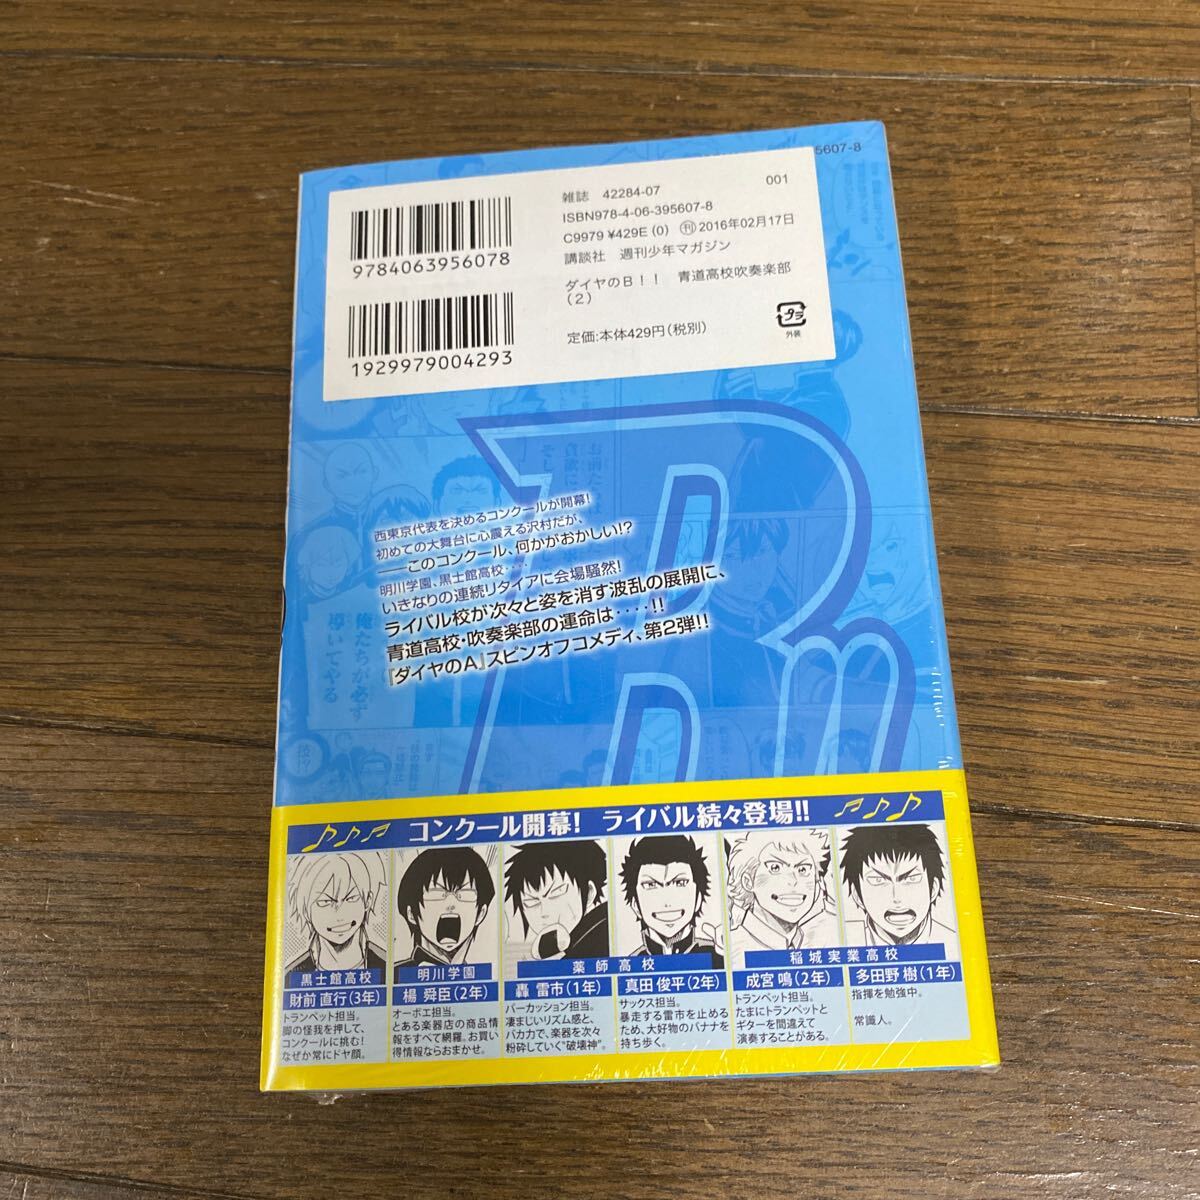 5607-8
雑誌 42284-07
001
ISBN978-4-06-395607-8
C9979 ¥429E (0) 刊2016年02月17日
講談社 週刊少年マガジン
ダイヤのB!! 青道高校吹奏楽部
(2)
定価:本体429円(税別)
プラ
外装
9784063956078
1929979004293
西東京代表を決めるコンクールが開幕!
初めての大舞台に心震える沢村だが、
——このコンクール、何かがおかしい!?
明川学園、黒士館高校・・・・
いきなりの連続リタイアに会場騒然!
ライバル校が次々と姿を消す波乱の展開に、
青道高校・吹奏楽部の運命は・・・・!!
『ダイヤのA』スピンオフコメディ、第2弾!!
俺たちが必ず
導いてやる
コンクール開幕! ライバル続々登場!!
黒士館高校
財前 直行(3年)
トランペット担当。
脚の怪我を押して、
コンクールに挑む!
なぜか常にドヤ顔。
明川学園
楊 舜臣(2年)
オーボエ担当。
とある楽器店の商品情
報をすべて網羅。お買い
得情報ならおまかせ。
薬師高校
轟 雷市(1年)
パーカッション担当。
凄まじいリズム感と、
バカ力で、楽器を次々
粉砕していく"破壊神"。
真田 俊平(2年)
サックス担当。
暴走する雷市を止める
ため、大好物のバナナを
持ち歩く。
稲城実業高校
成宮 鳴(2年)
トランペット担当。
たまにトランペットと
ギターを間違えて
演奏することがある。
多田野 樹(1年)
指揮を勉強中。
常識人。